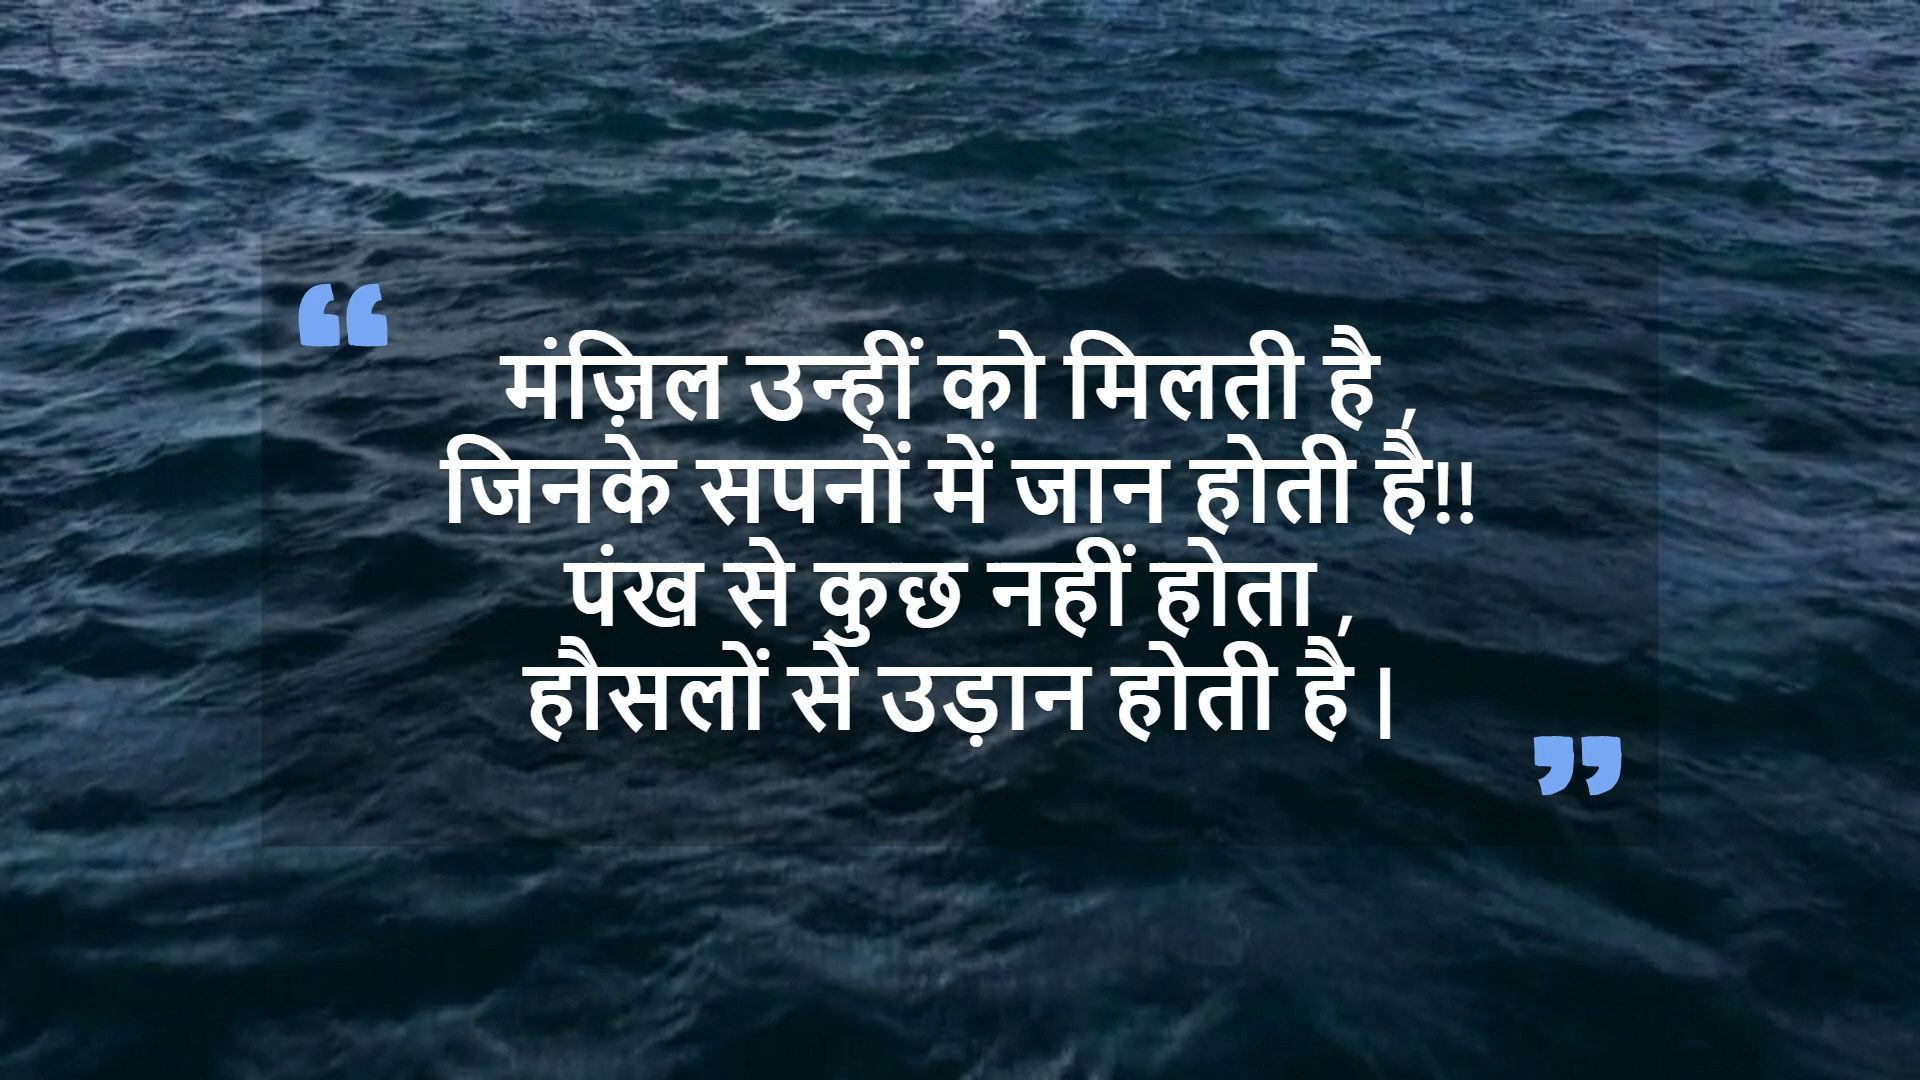 “
मंज़िल उन्हीं को मिलती है ,
जिनके सपनों में जान होती है!!
पंख से कुछ नहीं होता ,
हौसलों से उड़ान होती है |
”